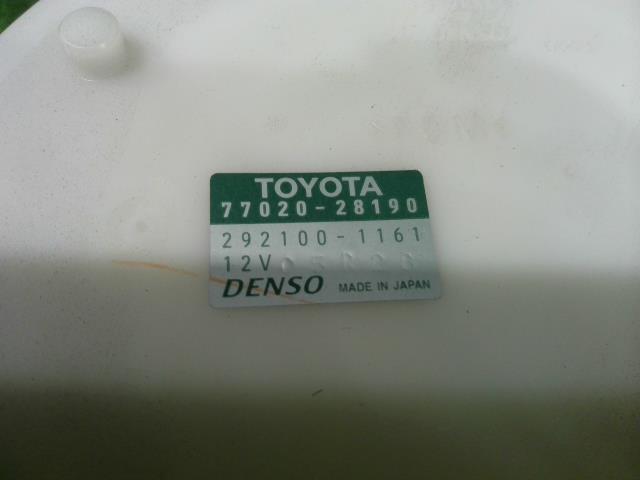 TOYOTA
77020-28190
292100-1161
12V
DENSO MADE IN JAPAN